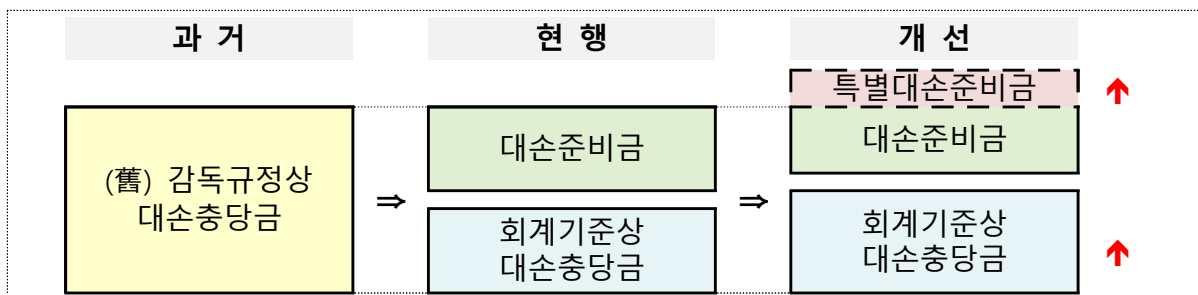 과 거
현 행
개 선
(舊) 감독규정상
대손충당금
⇒
대손준비금
회계기준상
대손충당금
⇒
특별대손준비금
대손준비금
회계기준상
대손충당금